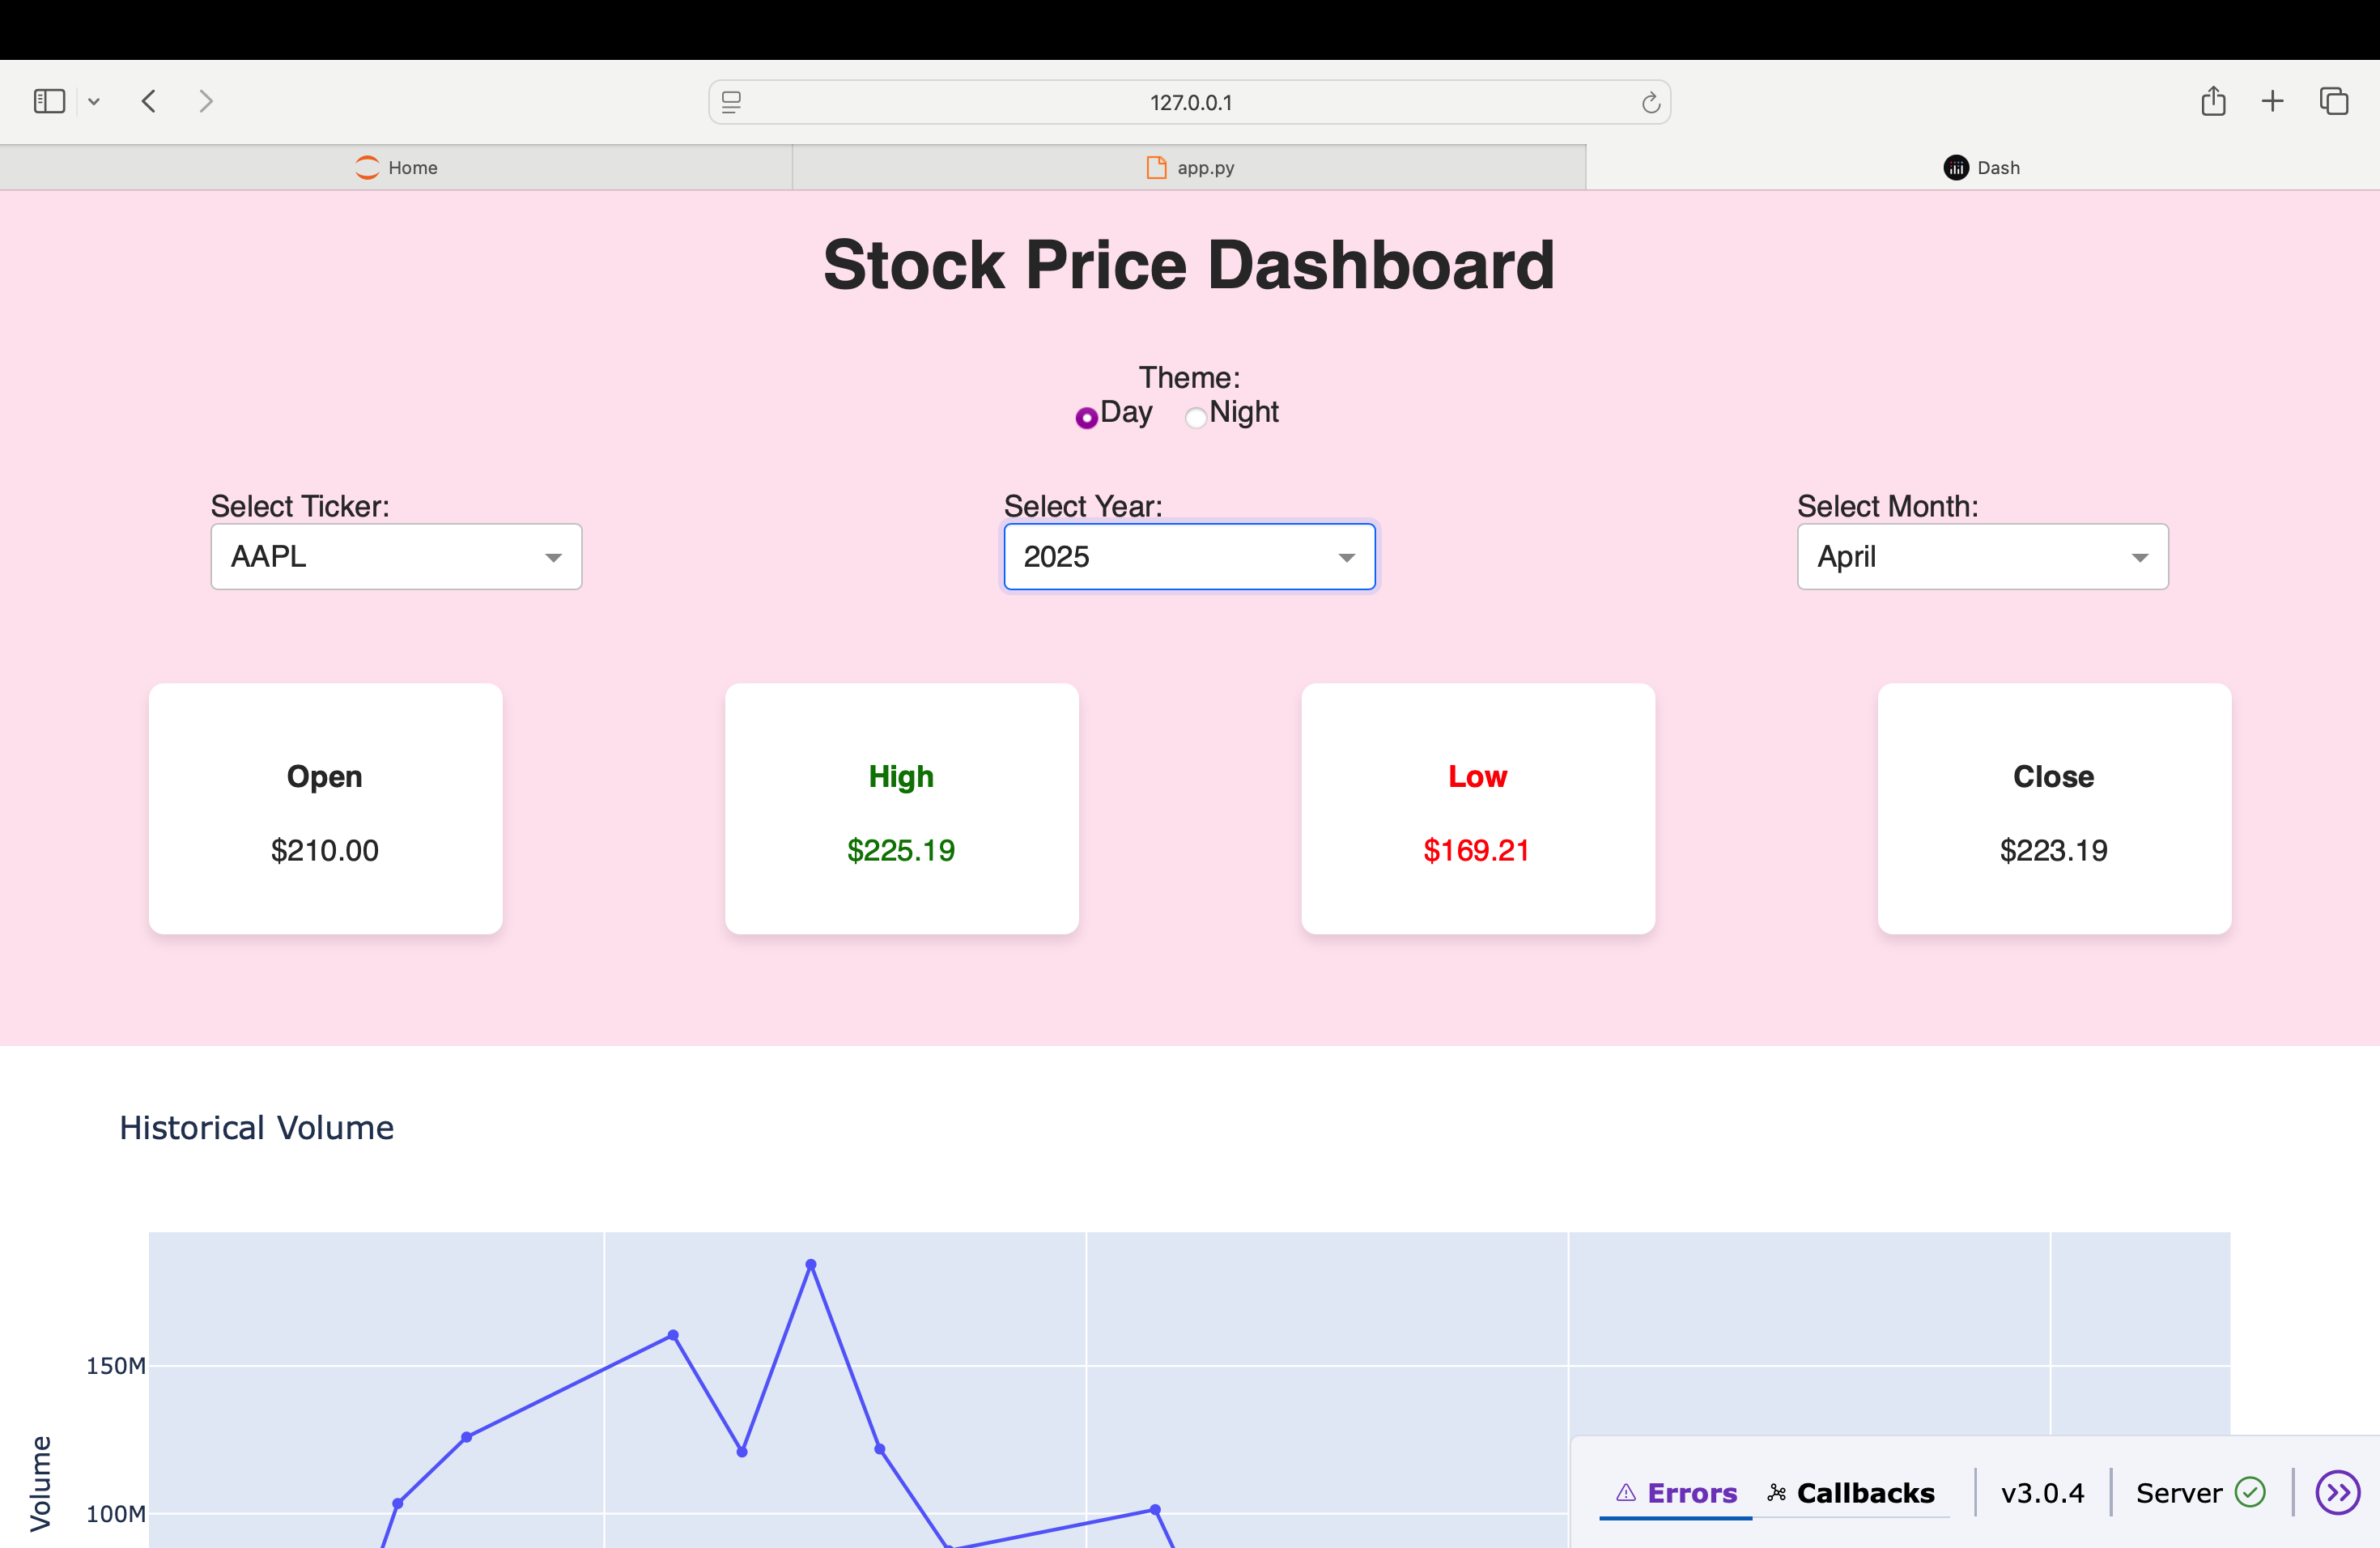 127.0.0.1
Home
app.py
Dash
Stock Price Dashboard
Theme:
Day Night
Select Ticker: Select Year: Select Month:
AAPL 2025 April
Open High Low Close
$210.00 $225.19 $169.21 $223.19
Historical Volume
150M
100M
Volume
Errors Callbacks v3.0.4 Server